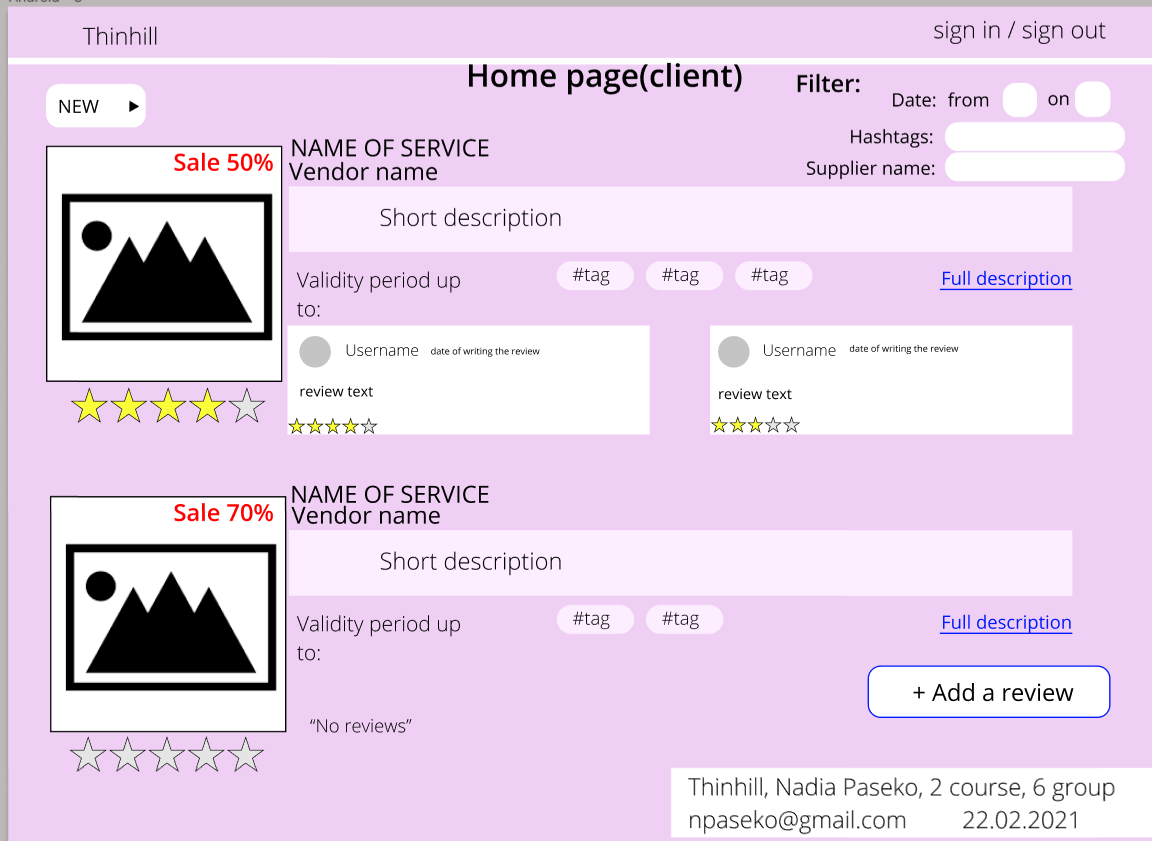 Thinhill
sign in / sign out
Home page(client)
Filter:
NEW
Date: from on
Hashtags:
Supplier name:
Sale 50%
NAME OF SERVICE
Vendor name
Short description
Validity period up
to:
#tag #tag #tag
Full description
Username date of writing the review
review text
Username date of writing the review
review text
Sale 70%
NAME OF SERVICE
Vendor name
Short description
Validity period up
to:
#tag #tag
Full description
+ Add a review
“No reviews”
Thinhill, Nadia Paseko, 2 course, 6 group
npaseko@gmail.com 22.02.2021